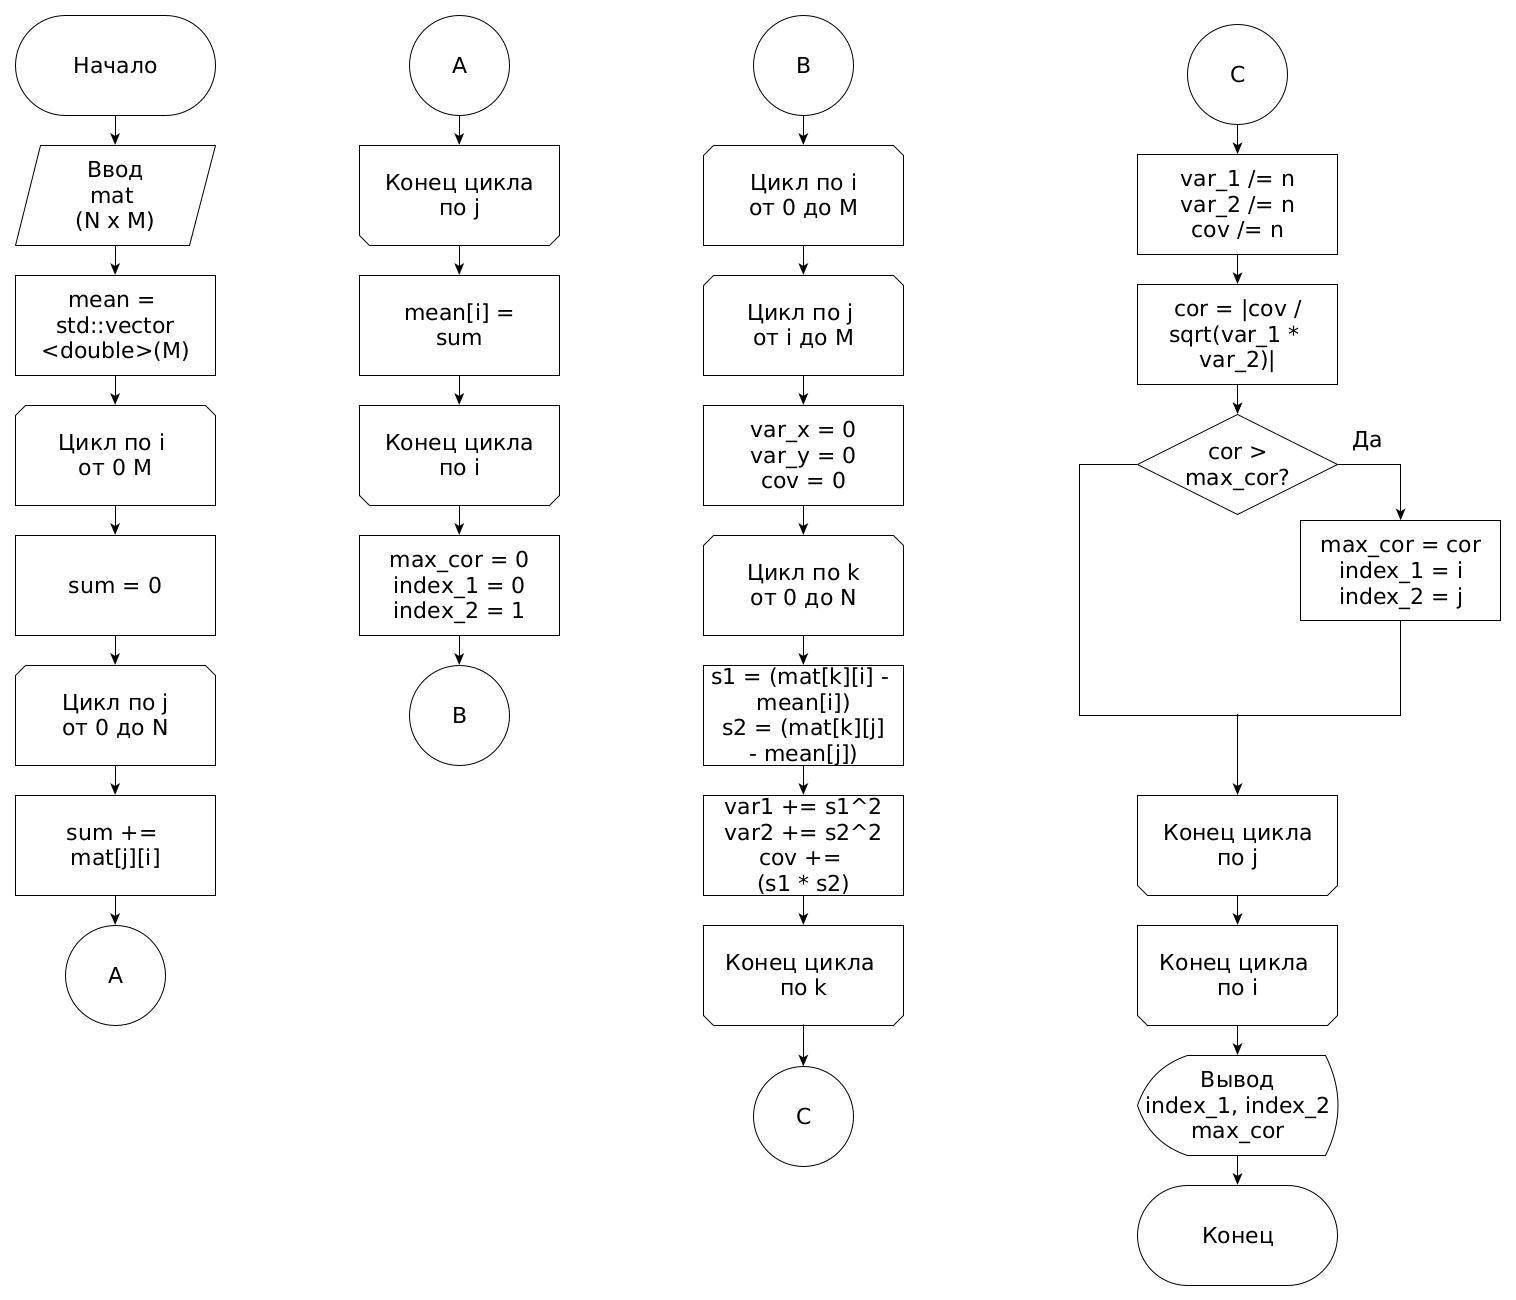 Начало
Ввод
mat
(N x M)
mean =
std::vector
<double>(M)
Цикл по i
от 0 M
sum = 0
Цикл по j
от 0 до N
sum +=
mat[j][i]
A
A
Конец цикла
по j
mean[i] =
sum
Конец цикла
по i
max_cor = 0
index_1 = 0
index_2 = 1
B
B
Цикл по i
от 0 до M
Цикл по j
от i до M
var_x = 0
var_y = 0
cov = 0
Цикл по k
от 0 до N
s1 = (mat[k][i] -
mean[i])
s2 = (mat[k][j]
- mean[j])
var1 += s1^2
var2 += s2^2
cov +=
(s1 * s2)
Конец цикла
по k
C
C
var_1 /= n
var_2 /= n
cov /= n
cor = |cov /
sqrt(var_1 *
var_2)|
cor >
max_cor?
Да
max_cor = cor
index_1 = i
index_2 = j
Конец цикла
по j
Конец цикла
по i
Вывод
index_1, index_2
max_cor
Конец